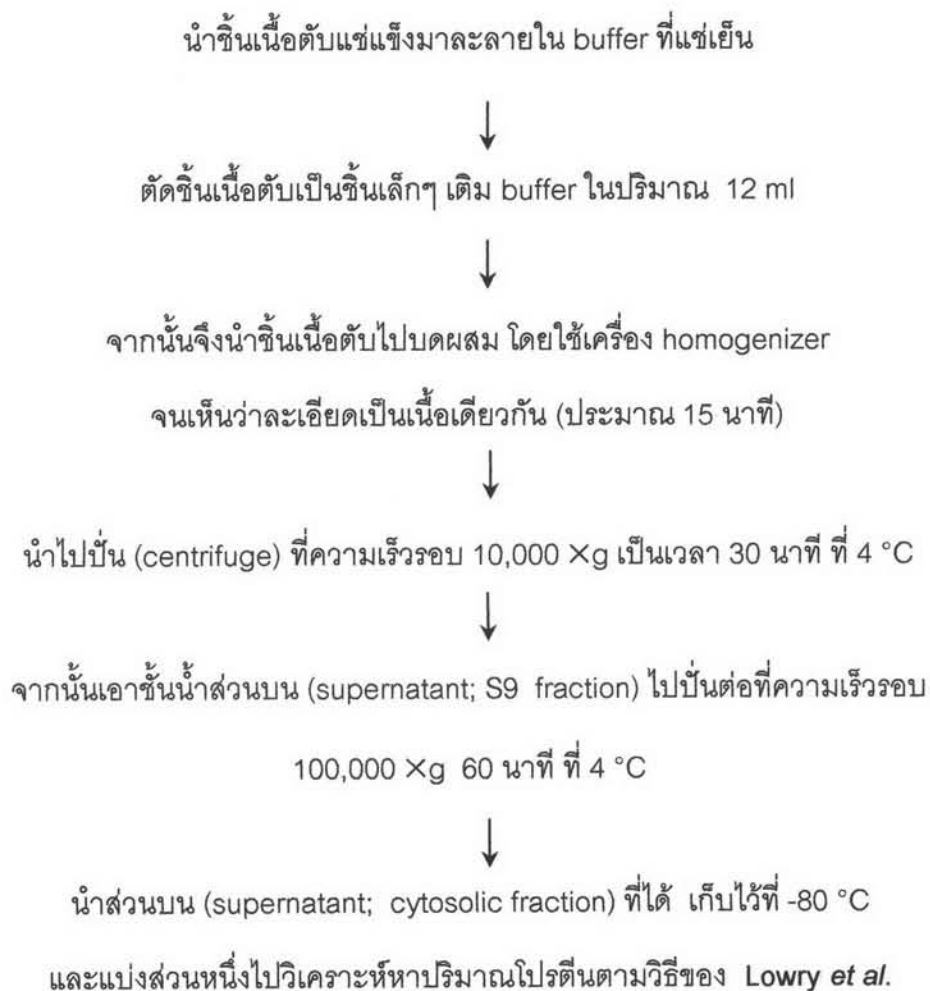 นำชิ้นเนื้อตับแช่แข็งมาละลายใน buffer ที่แช่เย็น
↓
ตัดชิ้นเนื้อตับเป็นชิ้นเล็กๆ เติม buffer ในปริมาณ 12 ml
↓
จากนั้นจึงนำชิ้นเนื้อตับไปบดผสม โดยใช้เครื่อง homogenizer
จนเห็นว่าละเอียดเป็นเนื้อเดียวกัน (ประมาณ 15 นาที)
↓
นำไปปั่น (centrifuge) ที่ความเร็วรอบ 10,000 ×g เป็นเวลา 30 นาที ที่ 4 °C
↓
จากนั้นเอาชั้นน้ำส่วนบน (supernatant; S9 fraction) ไปปั่นต่อที่ความเร็วรอบ
100,000 ×g 60 นาที ที่ 4 °C
↓
นำส่วนบน (supernatant; cytosolic fraction) ที่ได้ เก็บไว้ที่ -80 °C
และแบ่งส่วนหนึ่งไปวิเคราะห์หาปริมาณโปรตีนตามวิธีของ Lowry et al.